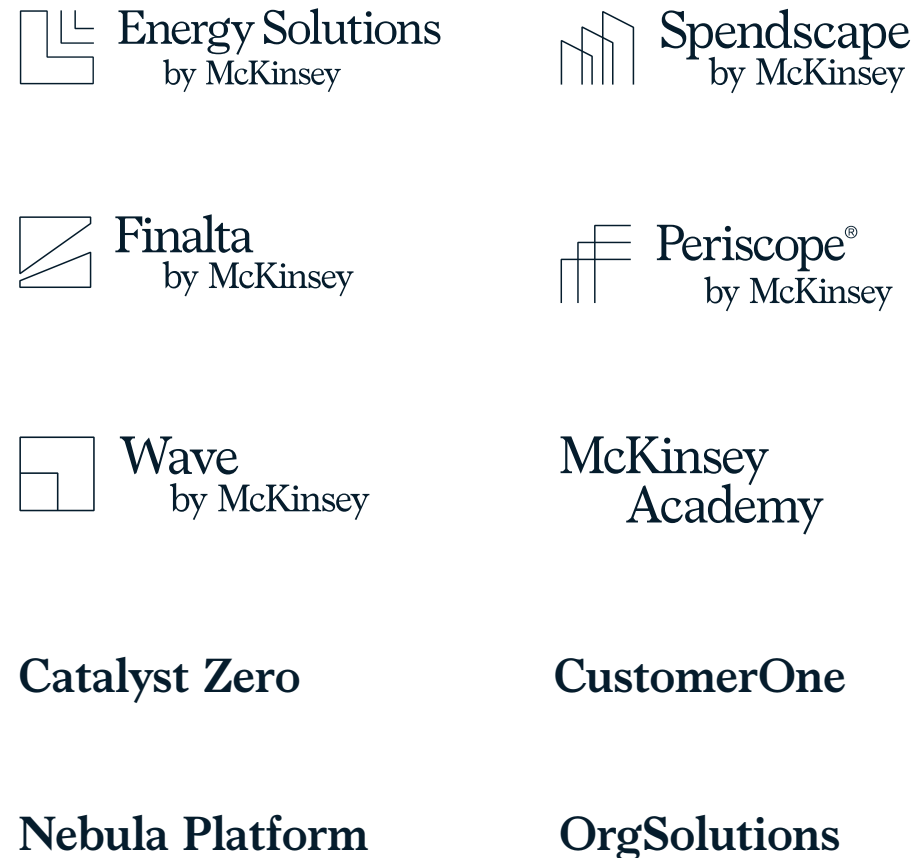 Energy Solutions
by McKinsey
Spendscape
by McKinsey
Finalta
by McKinsey
Periscope®
by McKinsey
Wave
by McKinsey
McKinsey
Academy
Catalyst Zero
CustomerOne
Nebula Platform
OrgSolutions